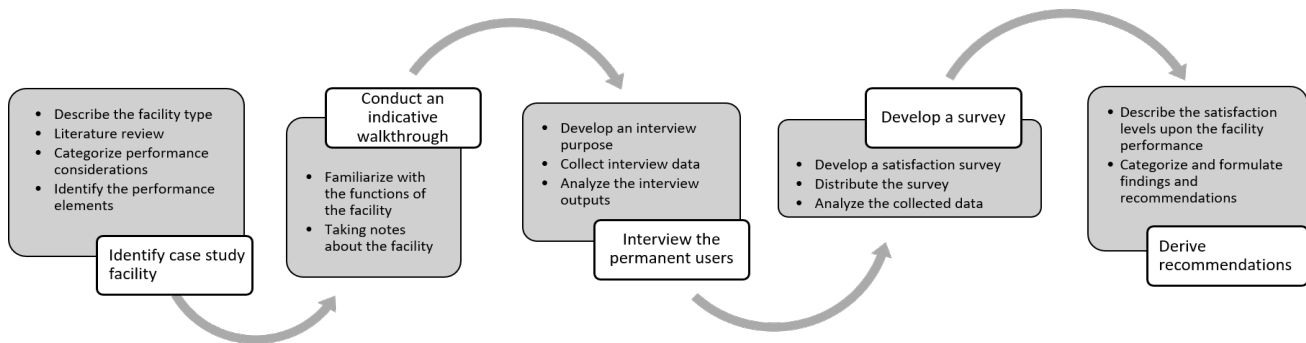 • Describe the facility type
• Literature review
• Categorize performance
considerations
• Identify the performance
elements
Identify case study
facility
Conduct an
indicative
walkthrough
• Familiarize with
the functions of
the facility
• Taking notes
about the facility
• Develop an interview
purpose
• Collect interview data
• Analyze the interview
outputs
Interview the
permanent users
Develop a survey
• Develop a satisfaction survey
• Distribute the survey
• Analyze the collected data
• Describe the satisfaction
levels upon the facility
performance
• Categorize and formulate
findings and
recommendations
Derive
recommendations